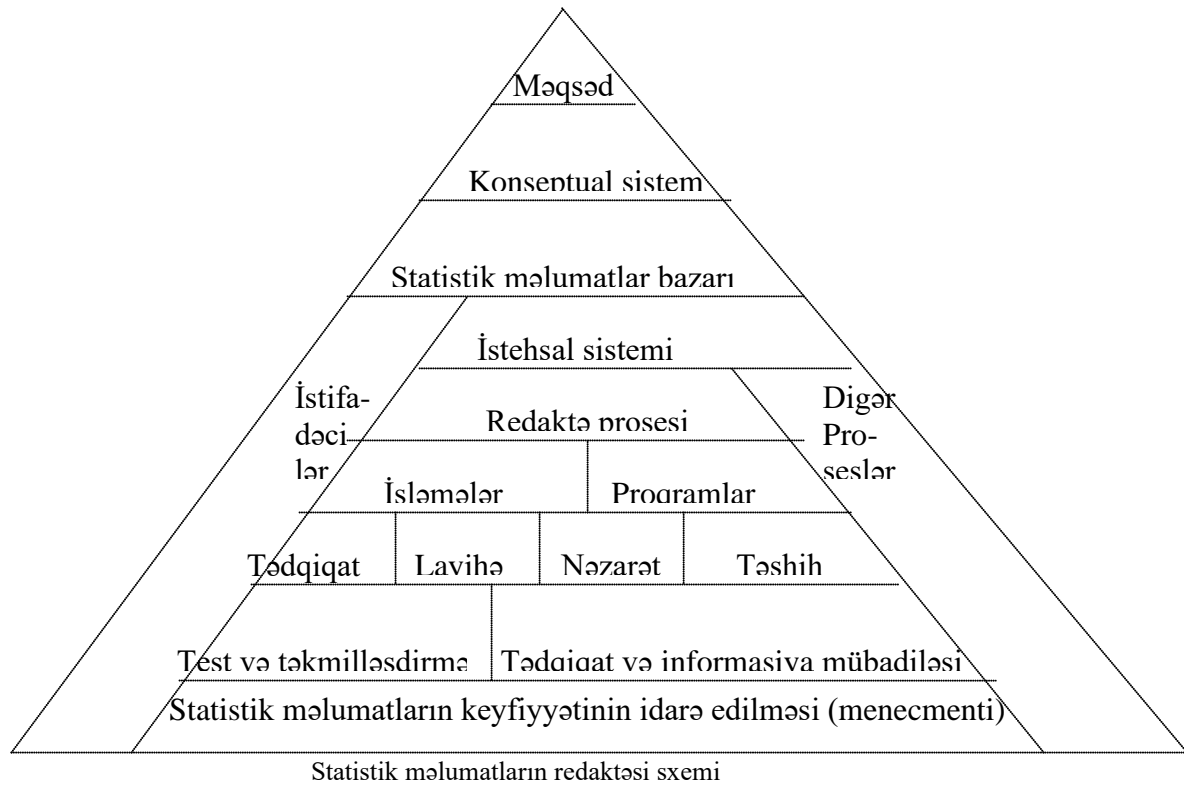 Məqsəd
Konseptual sistem
Statistik məlumatlar bazarı
İstehsal sistemi
İstifa-
dəci
lər
Digər
Pro-
seslər
Redaktə prosesi
İşləmələr
Proqramlar
Tədqiqat
Layihə
Nəzarət
Təshih
Test və təkmilləşdirmə
Tədqiqat və informasiya mübadiləsi
Statistik məlumatların keyfiyyətinin idarə edilməsi (menecmenti)
Statistik məlumatların redaktəsi sxemi